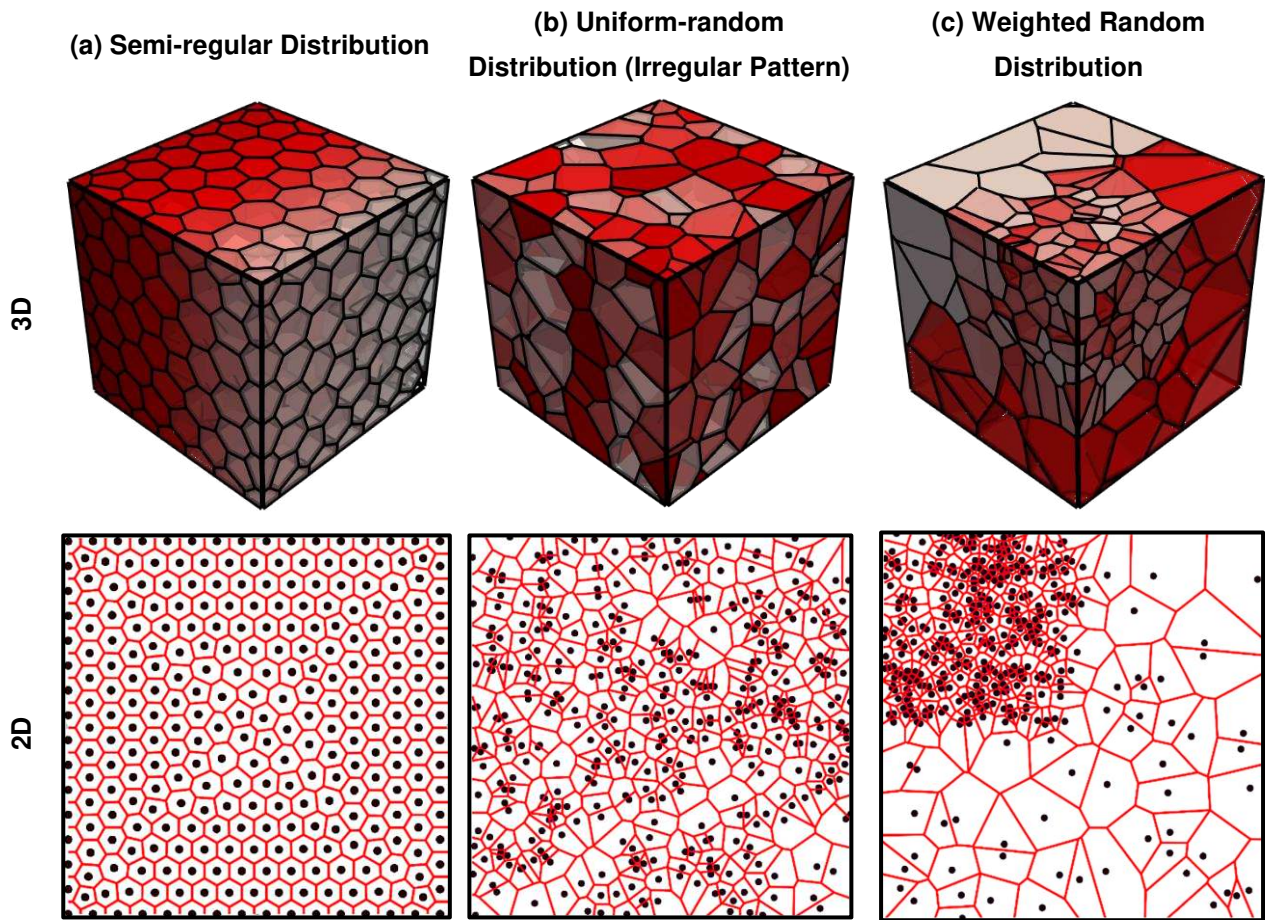 (a) Semi-regular Distribution
(b) Uniform-random
Distribution (Irregular Pattern)
(c) Weighted Random
Distribution
3D
2D